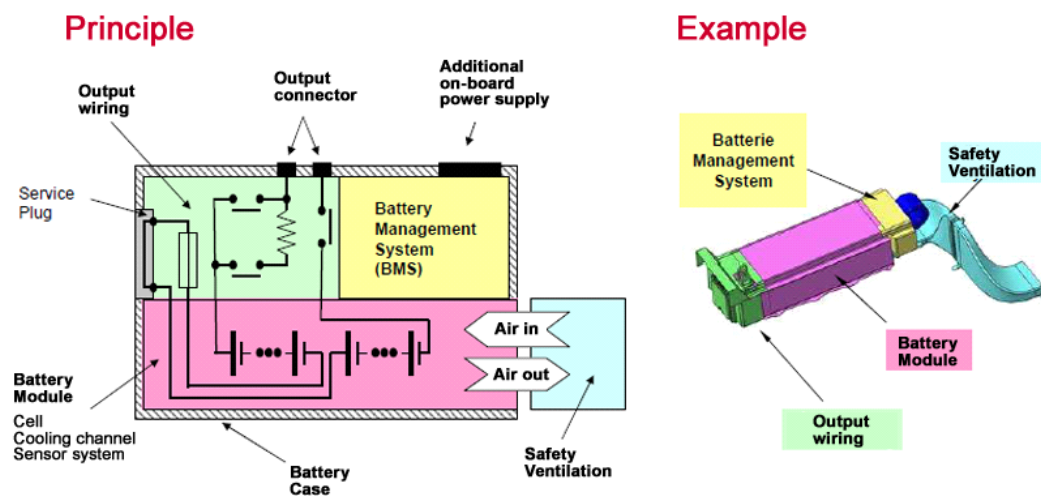 Principle
Example
Additional
on-board
power supply
Output
connector
Output
wiring
Service
Plug
Battery
Management
System
(BMS)
Air in
Air out
Battery
Module
Cell
Cooling channel
Sensor system
Battery
Case
Safety
Ventilation
Batterie
Management
System
Safety
Ventilation
Battery
Module
Output
wiring